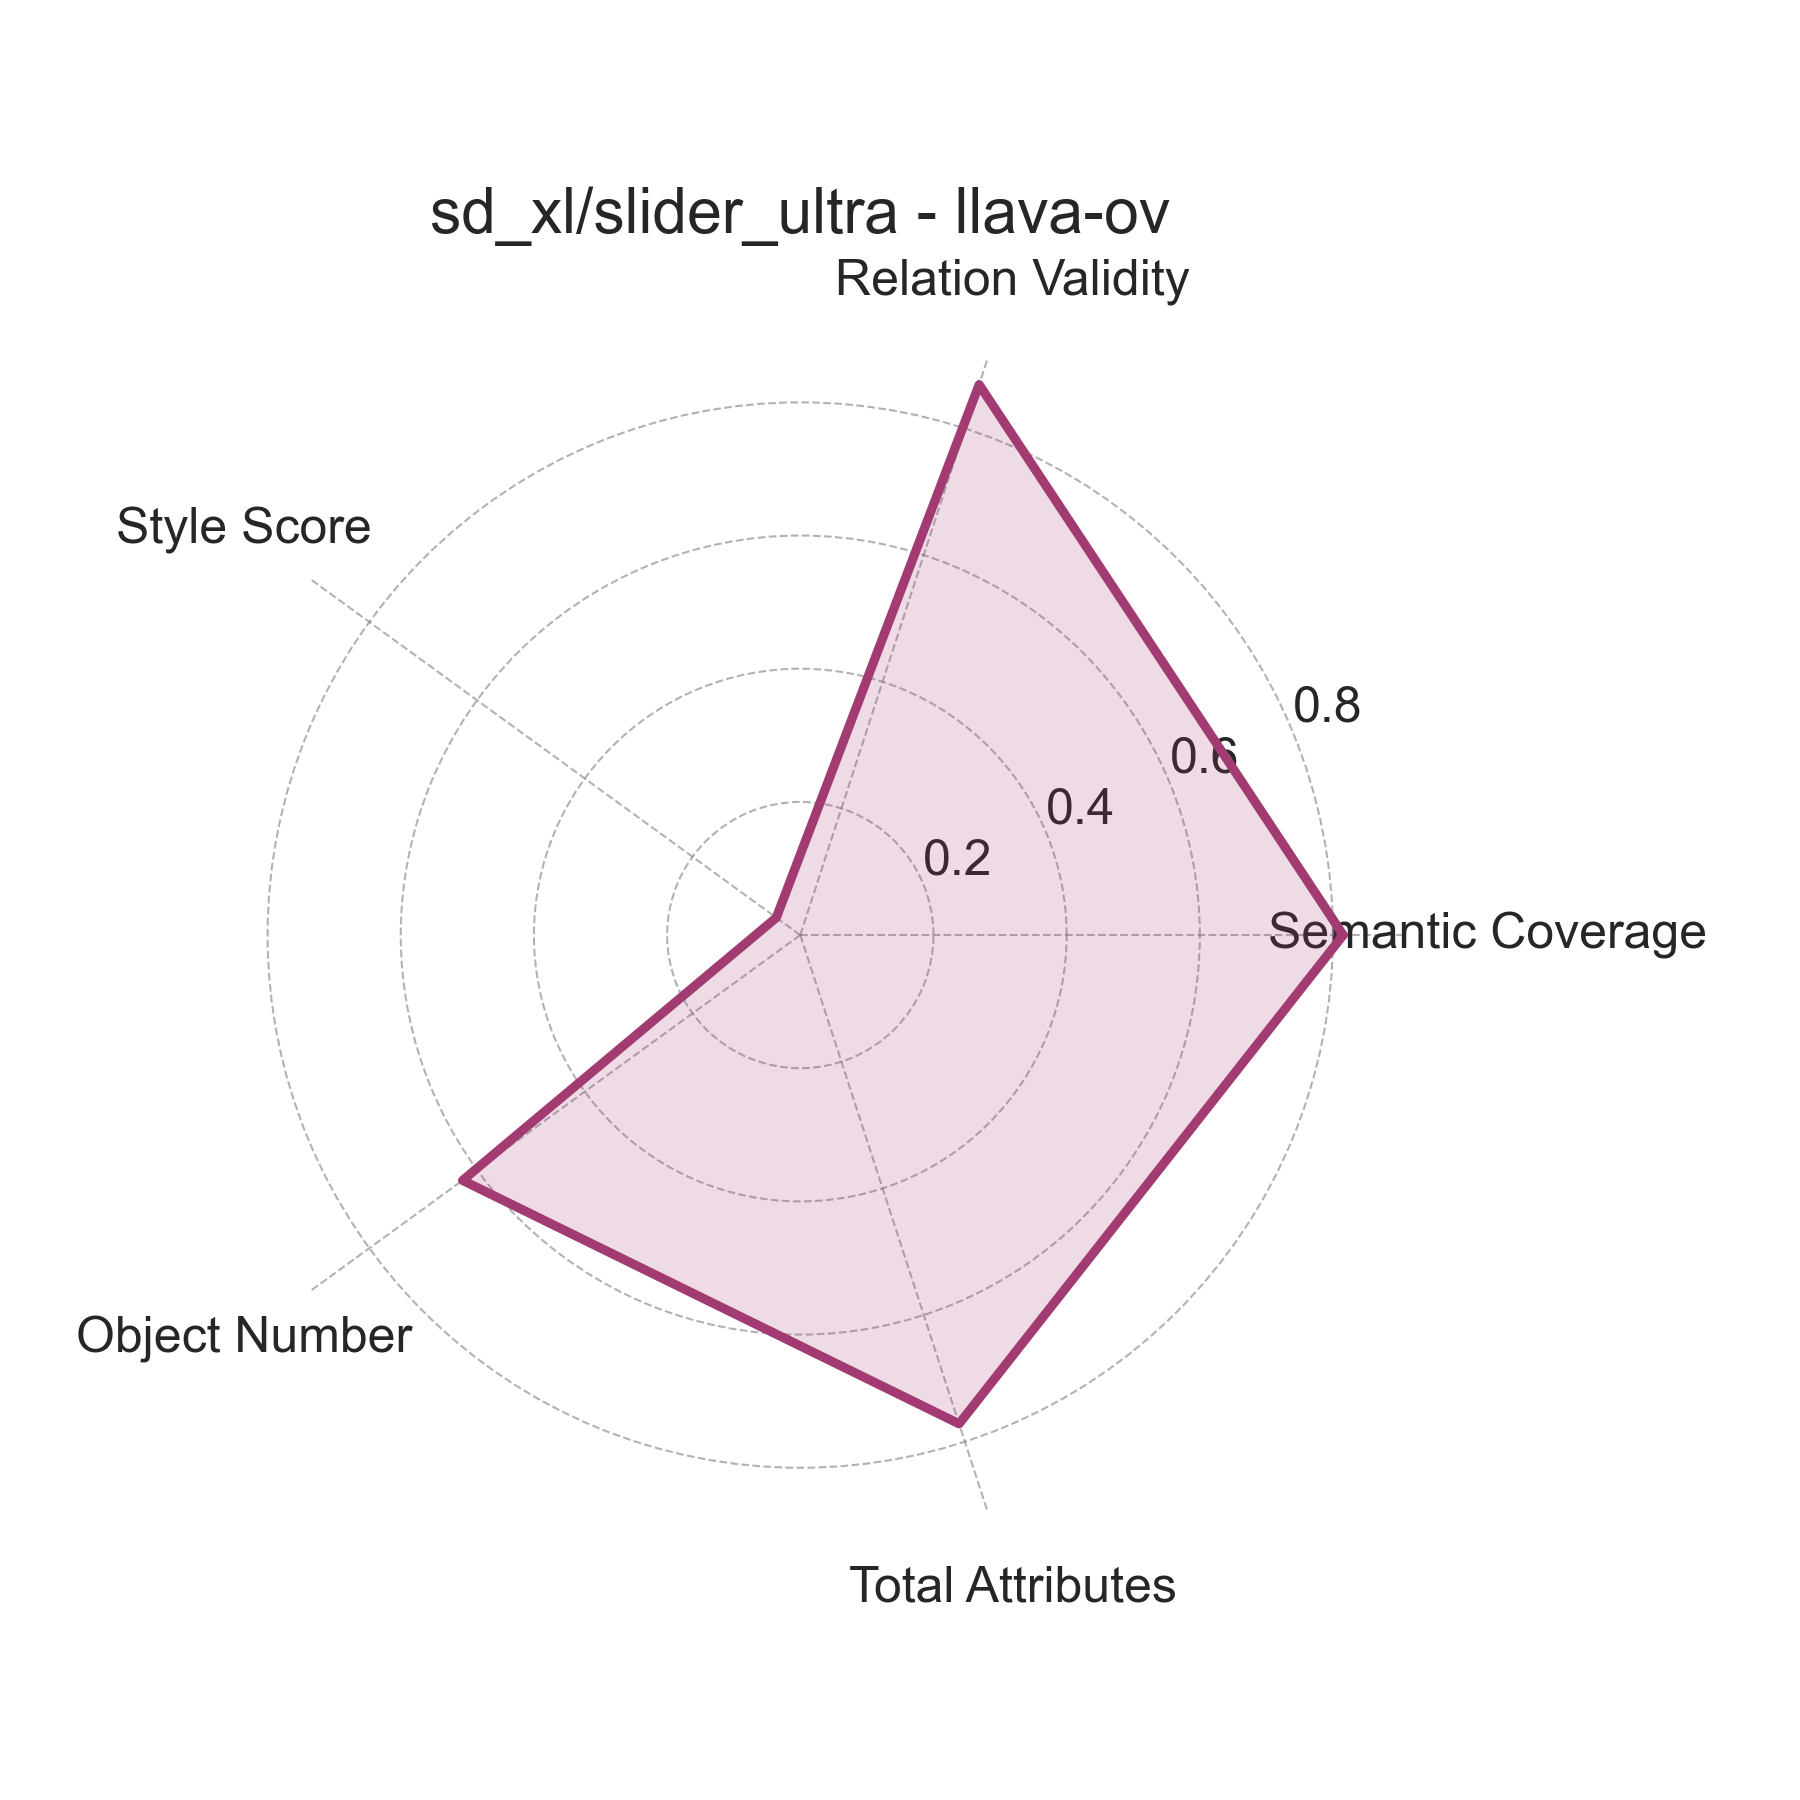 sd_xl/slider_ultra - llava-ov
Relation Validity
Style Score
0.8
0.6
0.4
0.2
Semantic Coverage
Object Number
Total Attributes